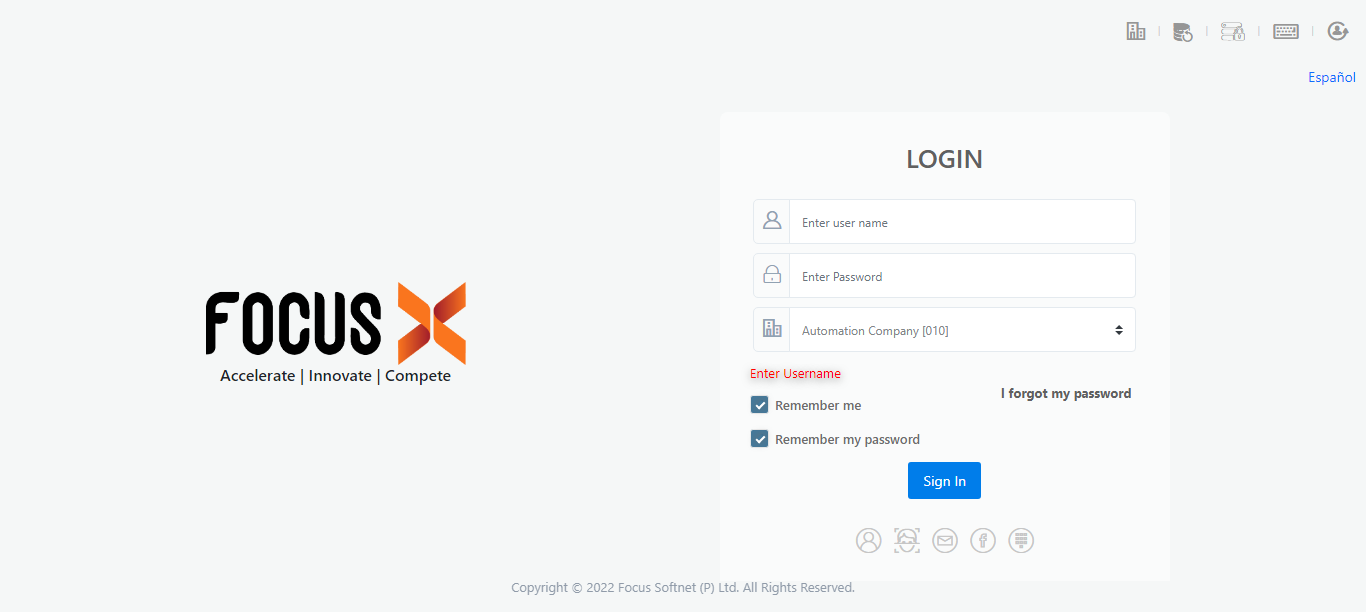 Español
LOGIN
Enter user name
Enter Password
Automation Company [010]
Enter Username
I forgot my password
Remember me
Remember my password
Sign In
FOCUS X
Accelerate | Innovate | Compete
Copyright © 2022 Focus Softnet (P) Ltd. All Rights Reserved.